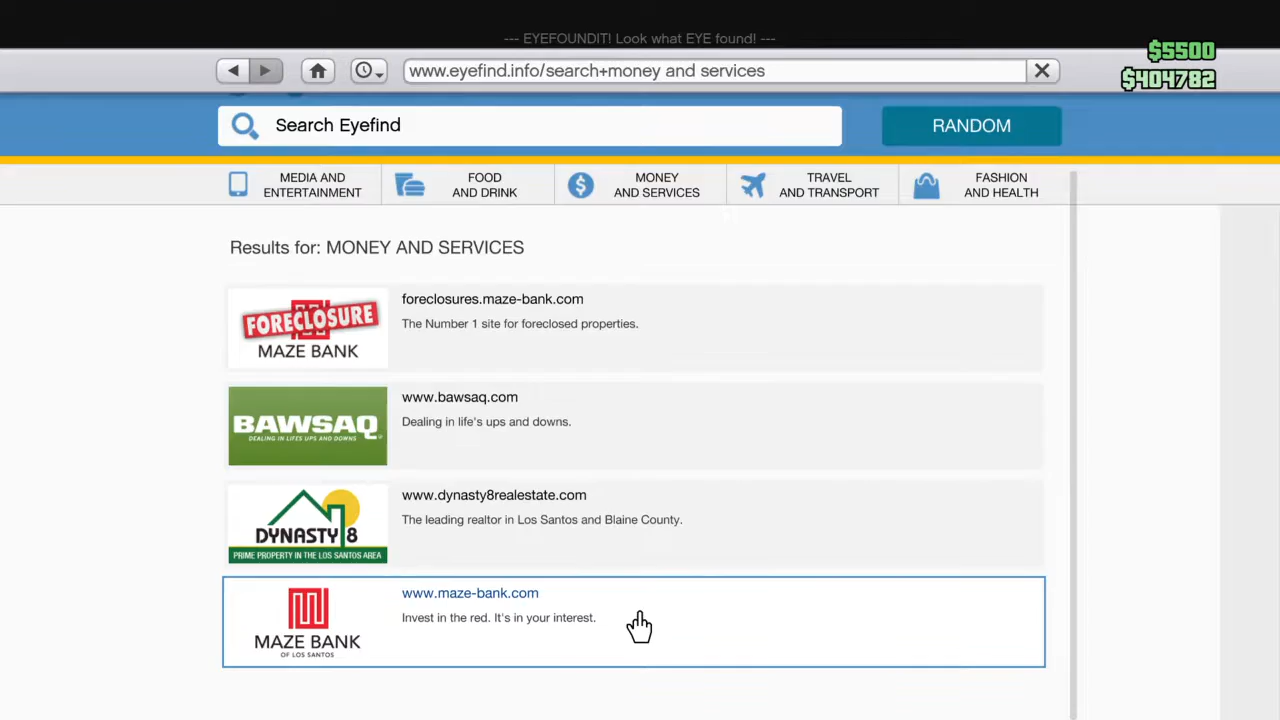 --- EYEFOUNDIT! Look what EYE found! ---
$5500
$404782
www.eyefind.info/search+money and services
Search Eyefind
RANDOM
MEDIA AND
ENTERTAINMENT
FOOD
AND DRINK
MONEY
AND SERVICES
TRAVEL
AND TRANSPORT
FASHION
AND HEALTH
Results for: MONEY AND SERVICES
FORECLOSURE
MAZE BANK
foreclosures.maze-bank.com
The Number 1 site for foreclosed properties.
BAWSAQ
DEALING IN LIFES UPS AND DOWNS
www.bawsaq.com
Dealing in life's ups and downs.
DYNASTY 8
PRIME PROPERTY IN THE LOS SANTOS AREA
www.dynasty8realestate.com
The leading realtor in Los Santos and Blaine County.
MAZE BANK
OF LOS SANTOS
www.maze-bank.com
Invest in the red. It's in your interest.